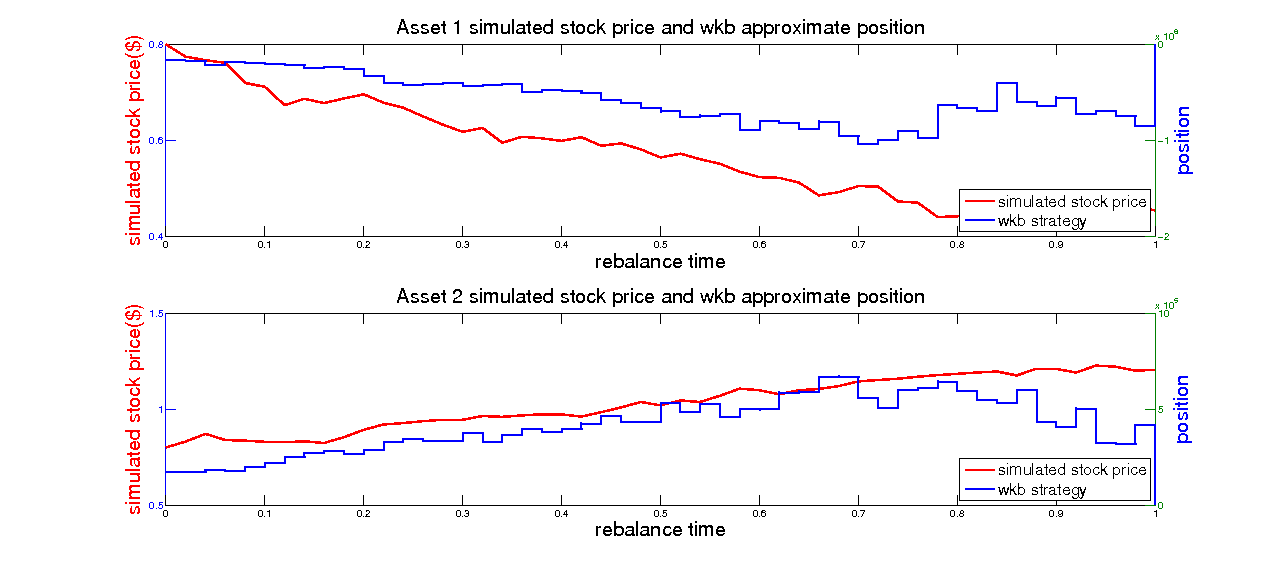 Asset 1 simulated stock price and wkb approximate position
simulated stock price($)
0.8
0.6
0.4
0
-1
-2
position
simulated stock price
wkb strategy
0 0.1 0.2 0.3 0.4 0.5 0.6 0.7 0.8 0.9 1
rebalance time
Asset 2 simulated stock price and wkb approximate position
simulated stock price($)
1.5
1
0.5
10
5
0
position
simulated stock price
wkb strategy
0 0.1 0.2 0.3 0.4 0.5 0.6 0.7 0.8 0.9 1
rebalance time